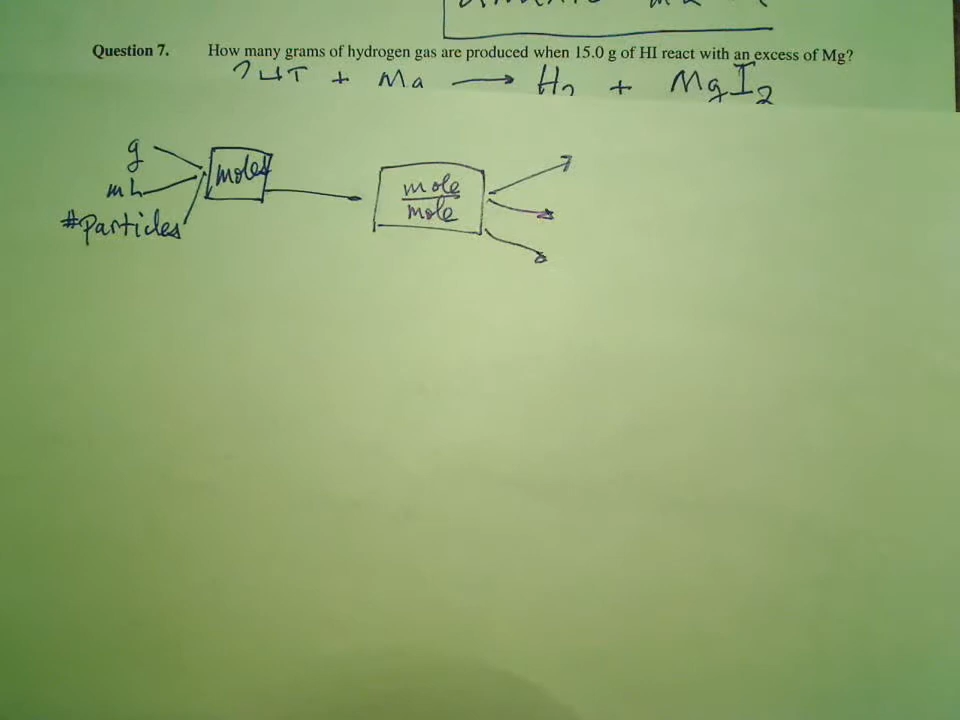 Question 7. How many grams of hydrogen gas are produced when 15.0 g of HI react with an excess of Mg?
2HI + Mg → H2 + MgI2
g
mL
#Particles
moles
mole
mole